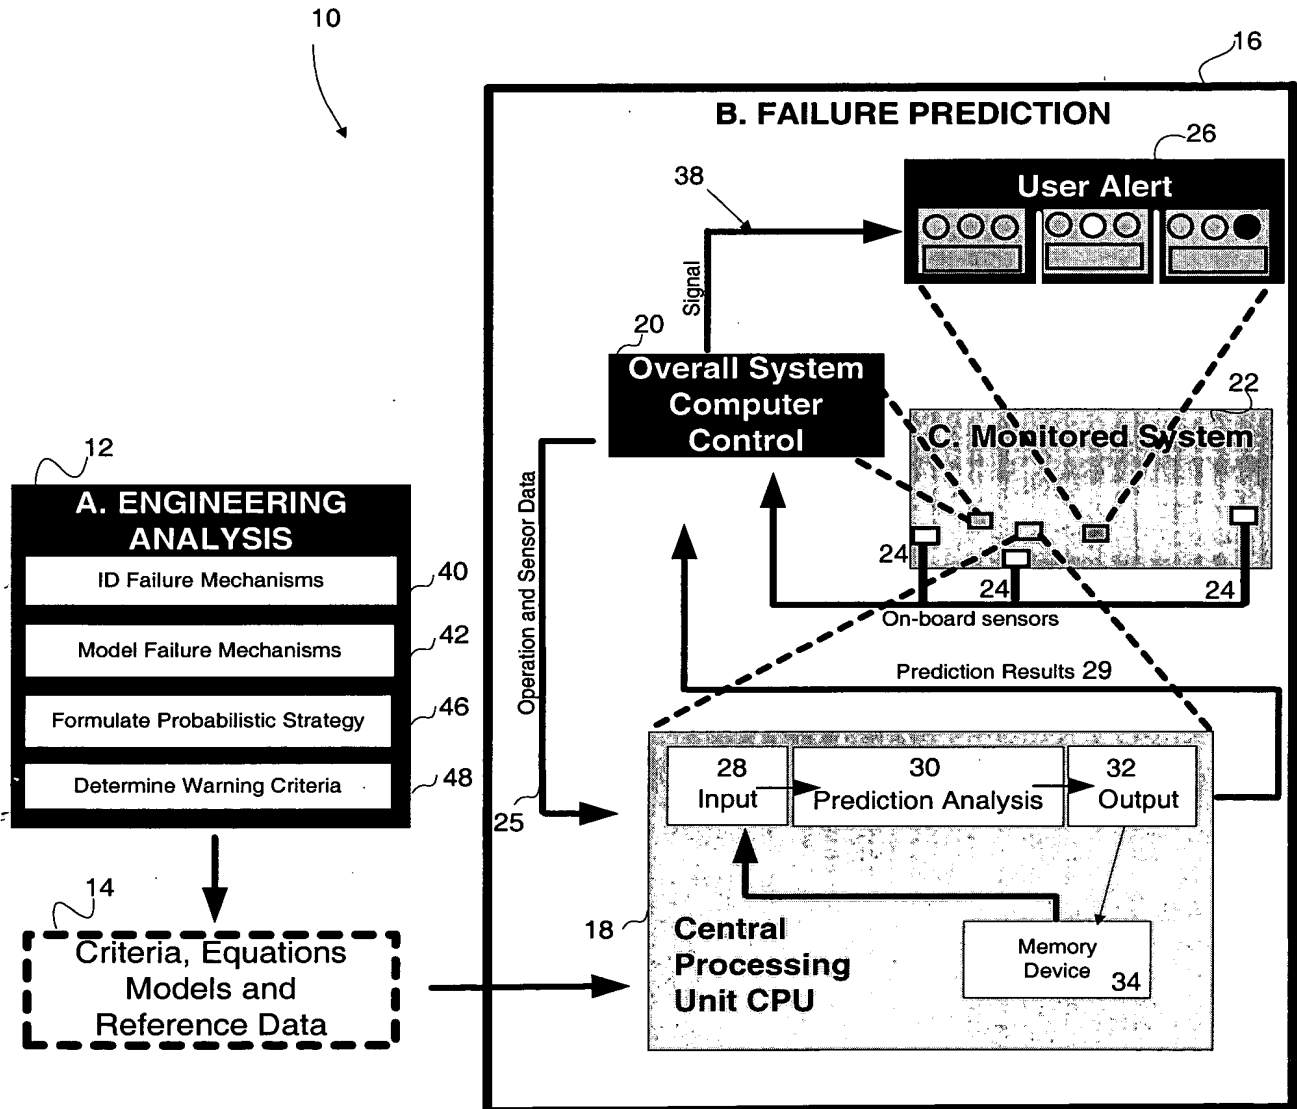 10
16
B. FAILURE PREDICTION
26
User Alert
38
Signal
20
Overall System
Computer
Control
22
C. Monitored System
24
24
24
On-board sensors
Operation and Sensor Data
25
Prediction Results 29
12
A. ENGINEERING
ANALYSIS
ID Failure Mechanisms
40
Model Failure Mechanisms
42
Formulate Probabilistic Strategy
46
Determine Warning Criteria
48
14
Criteria, Equations
Models and
Reference Data
28
Input
30
Prediction Analysis
32
Output
18
Central
Processing
Unit CPU
Memory
Device
34